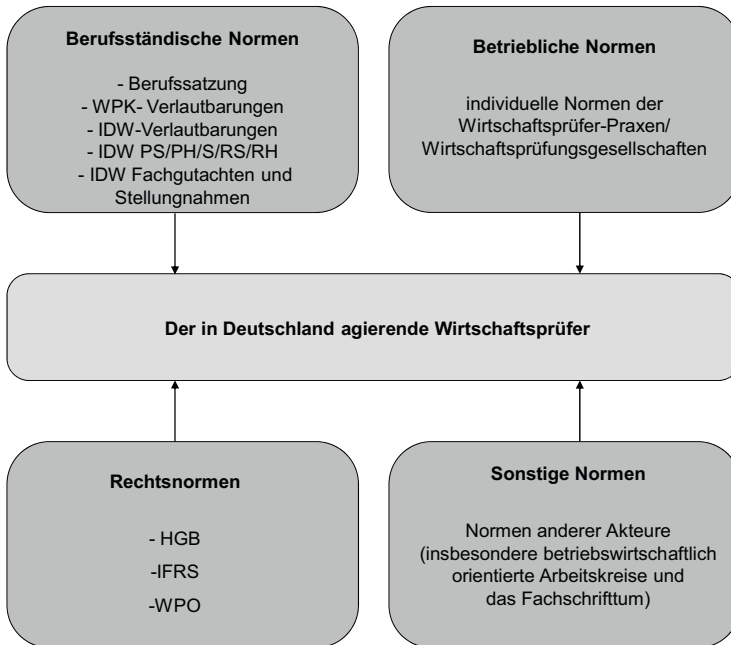 Berufsständische Normen
- Berufssatzung
- WPK- Verlautbarungen
- IDW-Verlautbarungen
- IDW PS/PH/S/RS/RH
- IDW Fachgutachten und
Stellungnahmen
Betriebliche Normen
individuelle Normen der
Wirtschaftsprüfer-Praxen/
Wirtschaftsprüfungsgesellschaften
Der in Deutschland agierende Wirtschaftsprüfer
Rechtsnormen
- HGB
-IFRS
-WPO
Sonstige Normen
Normen anderer Akteure
(insbesondere betriebswirtschaftlich
orientierte Arbeitskreise und
das Fachschrifttum)